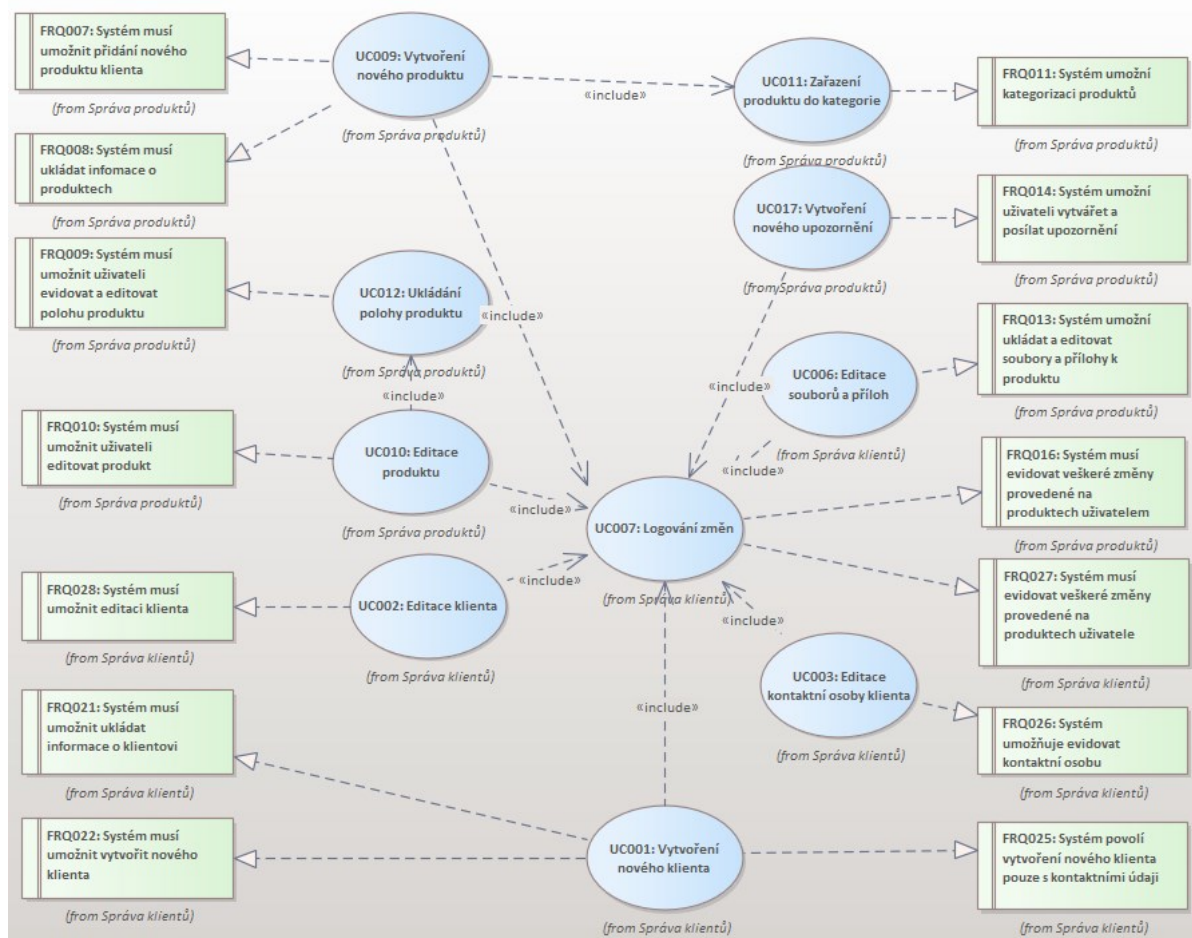 FRQ007: Systém musí
umožnit přidání nového
produktu klienta
(from Správa produktů)
UC009: Vytvoření
nového produktu
(from Správa produktů)
«include»
UC011: Zařazení
produktu do kategorie
(from Správa produktů)
FRQ011: Systém umožní
kategorizaci produktů
(from Správa produktů)
FRQ008: Systém musí
ukládat infomace o
produktech
(from Správa produktů)
UC017: Vytvoření
nového upozornění
(from Správa produktů)
FRQ014: Systém umožní
uživateli vytvářet a
posílat upozornění
(from Správa produktů)
FRQ009: Systém musí
umožnit uživateli
evidovat a editovat
polohu produktu
(from Správa produktů)
UC012: Ukládání
polohy produktu
(from Správa produktů)
«include»
«include»
«include»
UC006: Editace
souborů a příloh
(from Správa klientů)
«include»
FRQ013: Systém umožní
ukládat a editovat
soubory a přílohy k
produktu
(from Správa produktů)
FRQ010: Systém musí
umožnit uživateli
editovat produkt
(from Správa produktů)
UC010: Editace
produktu
(from Správa produktů)
«include»
UC007: Logování změn
(from Správa klientů)
FRQ016: Systém musí
evidovat veškeré změny
provedené na
produktech uživatelem
(from Správa produktů)
FRQ028: Systém musí
umožnit editaci klienta
(from Správa klientů)
UC002: Editace klienta
(from Správa klientů)
«include»
«include»
FRQ027: Systém musí
evidovat veškeré změny
provedené na
produktech uživatele
(from Správa klientů)
UC003: Editace
kontaktní osoby klienta
(from Správa klientů)
FRQ021: Systém musí
umožnit ukládat
informace o klientovi
(from Správa klientů)
«include»
FRQ026: Systém
umožňuje evidovat
kontaktní osobu
(from Správa klientů)
FRQ022: Systém musí
umožnit vytvořit nového
klienta
(from Správa klientů)
UC001: Vytvoření
nového klienta
(from Správa klientů)
FRQ025: Systém povolí
vytvoření nového klienta
pouze s kontaktními údaji
(from Správa klientů)